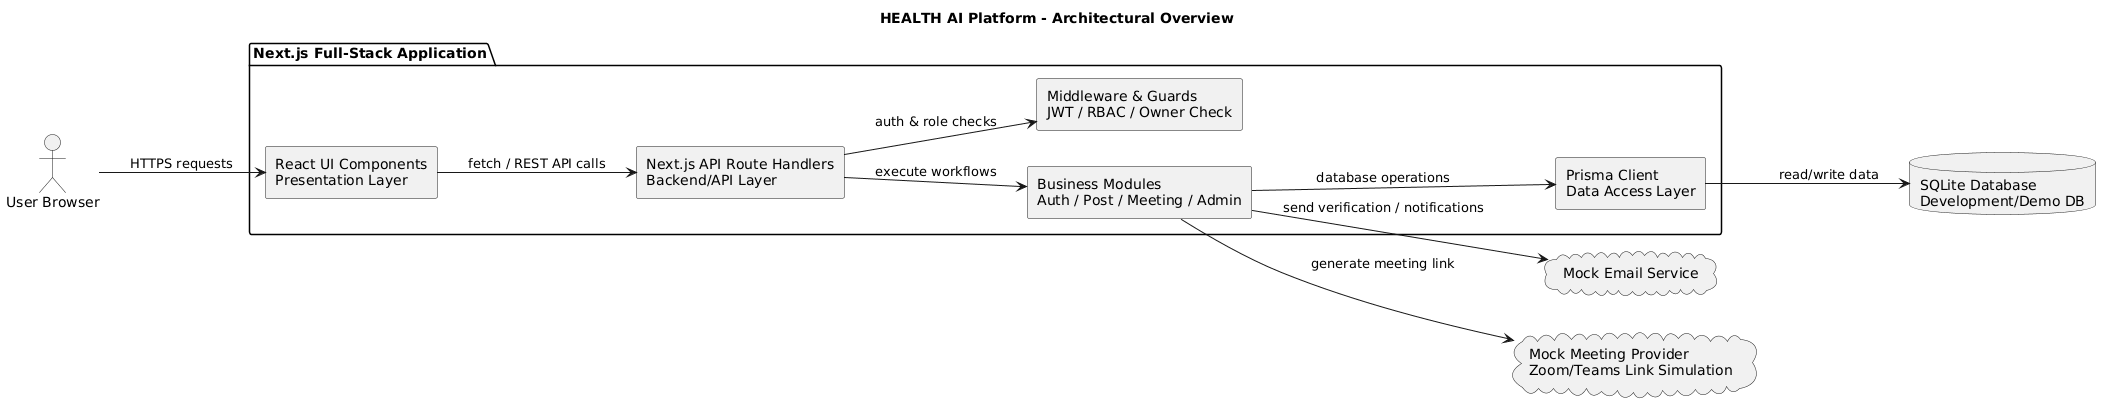 HEALTH AI Platform - Architectural Overview
Next.js Full-Stack Application
User Browser
HTTPS requests
React UI Components
Presentation Layer
fetch / REST API calls
Next.js API Route Handlers
Backend/API Layer
auth & role checks
Middleware & Guards
JWT / RBAC / Owner Check
execute workflows
Business Modules
Auth / Post / Meeting / Admin
database operations
Prisma Client
Data Access Layer
read/write data
SQLite Database
Development/Demo DB
send verification / notifications
Mock Email Service
generate meeting link
Mock Meeting Provider
Zoom/Teams Link Simulation